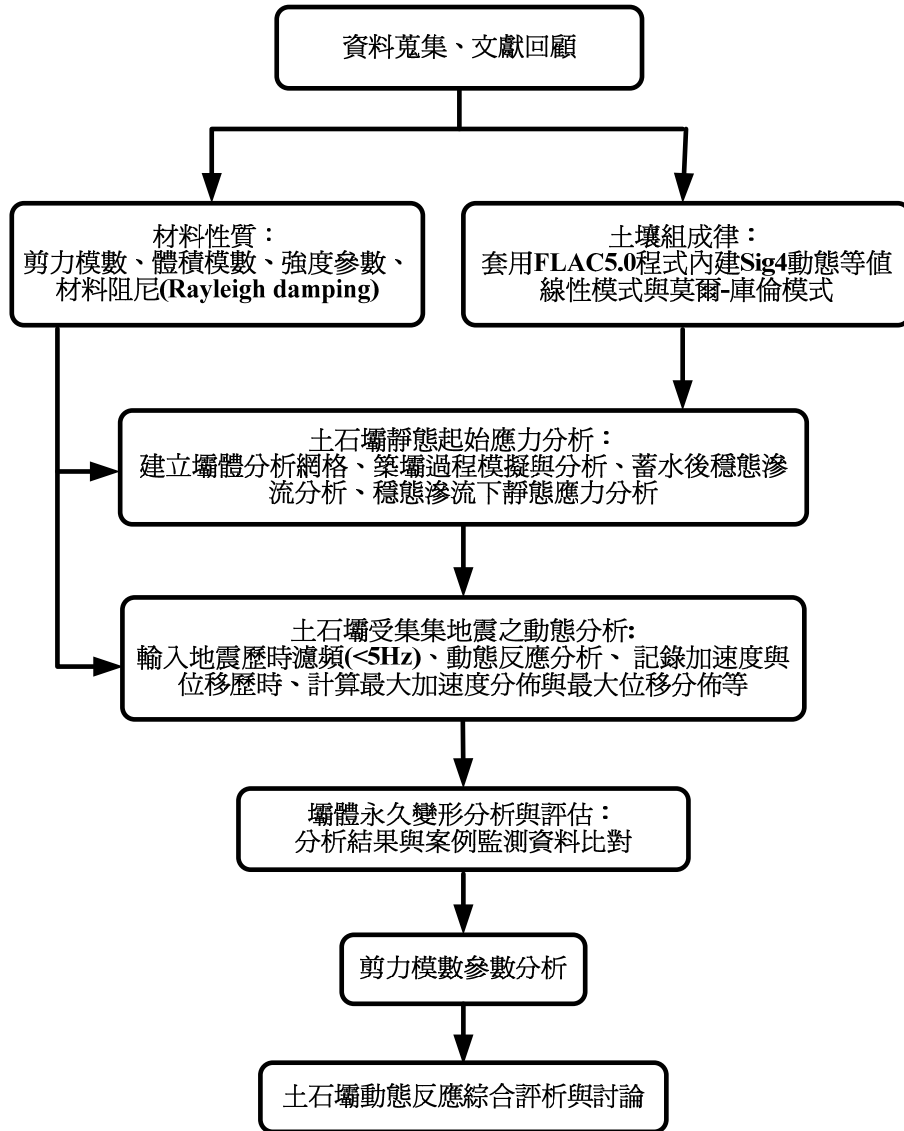 資料蒐集、文獻回顧
材料性質：
剪力模數、體積模數、強度參數、
材料阻尼(Rayleigh damping)
土壤組成律：
套用FLAC5.0程式內建Sig4動態等值
線性模式與莫爾-庫倫模式
土石壩靜態起始應力分析：
建立壩體分析網格、築壩過程模擬與分析、蓄水後穩態滲
流分析、穩態滲流下靜態應力分析
土石壩受集集地震之動態分析:
輸入地震歷時濾頻(<5Hz)、動態反應分析、 記錄加速度與
位移歷時、計算最大加速度分佈與最大位移分佈等
壩體永久變形分析與評估：
分析結果與案例監測資料比對
剪力模數參數分析
土石壩動態反應綜合評析與討論